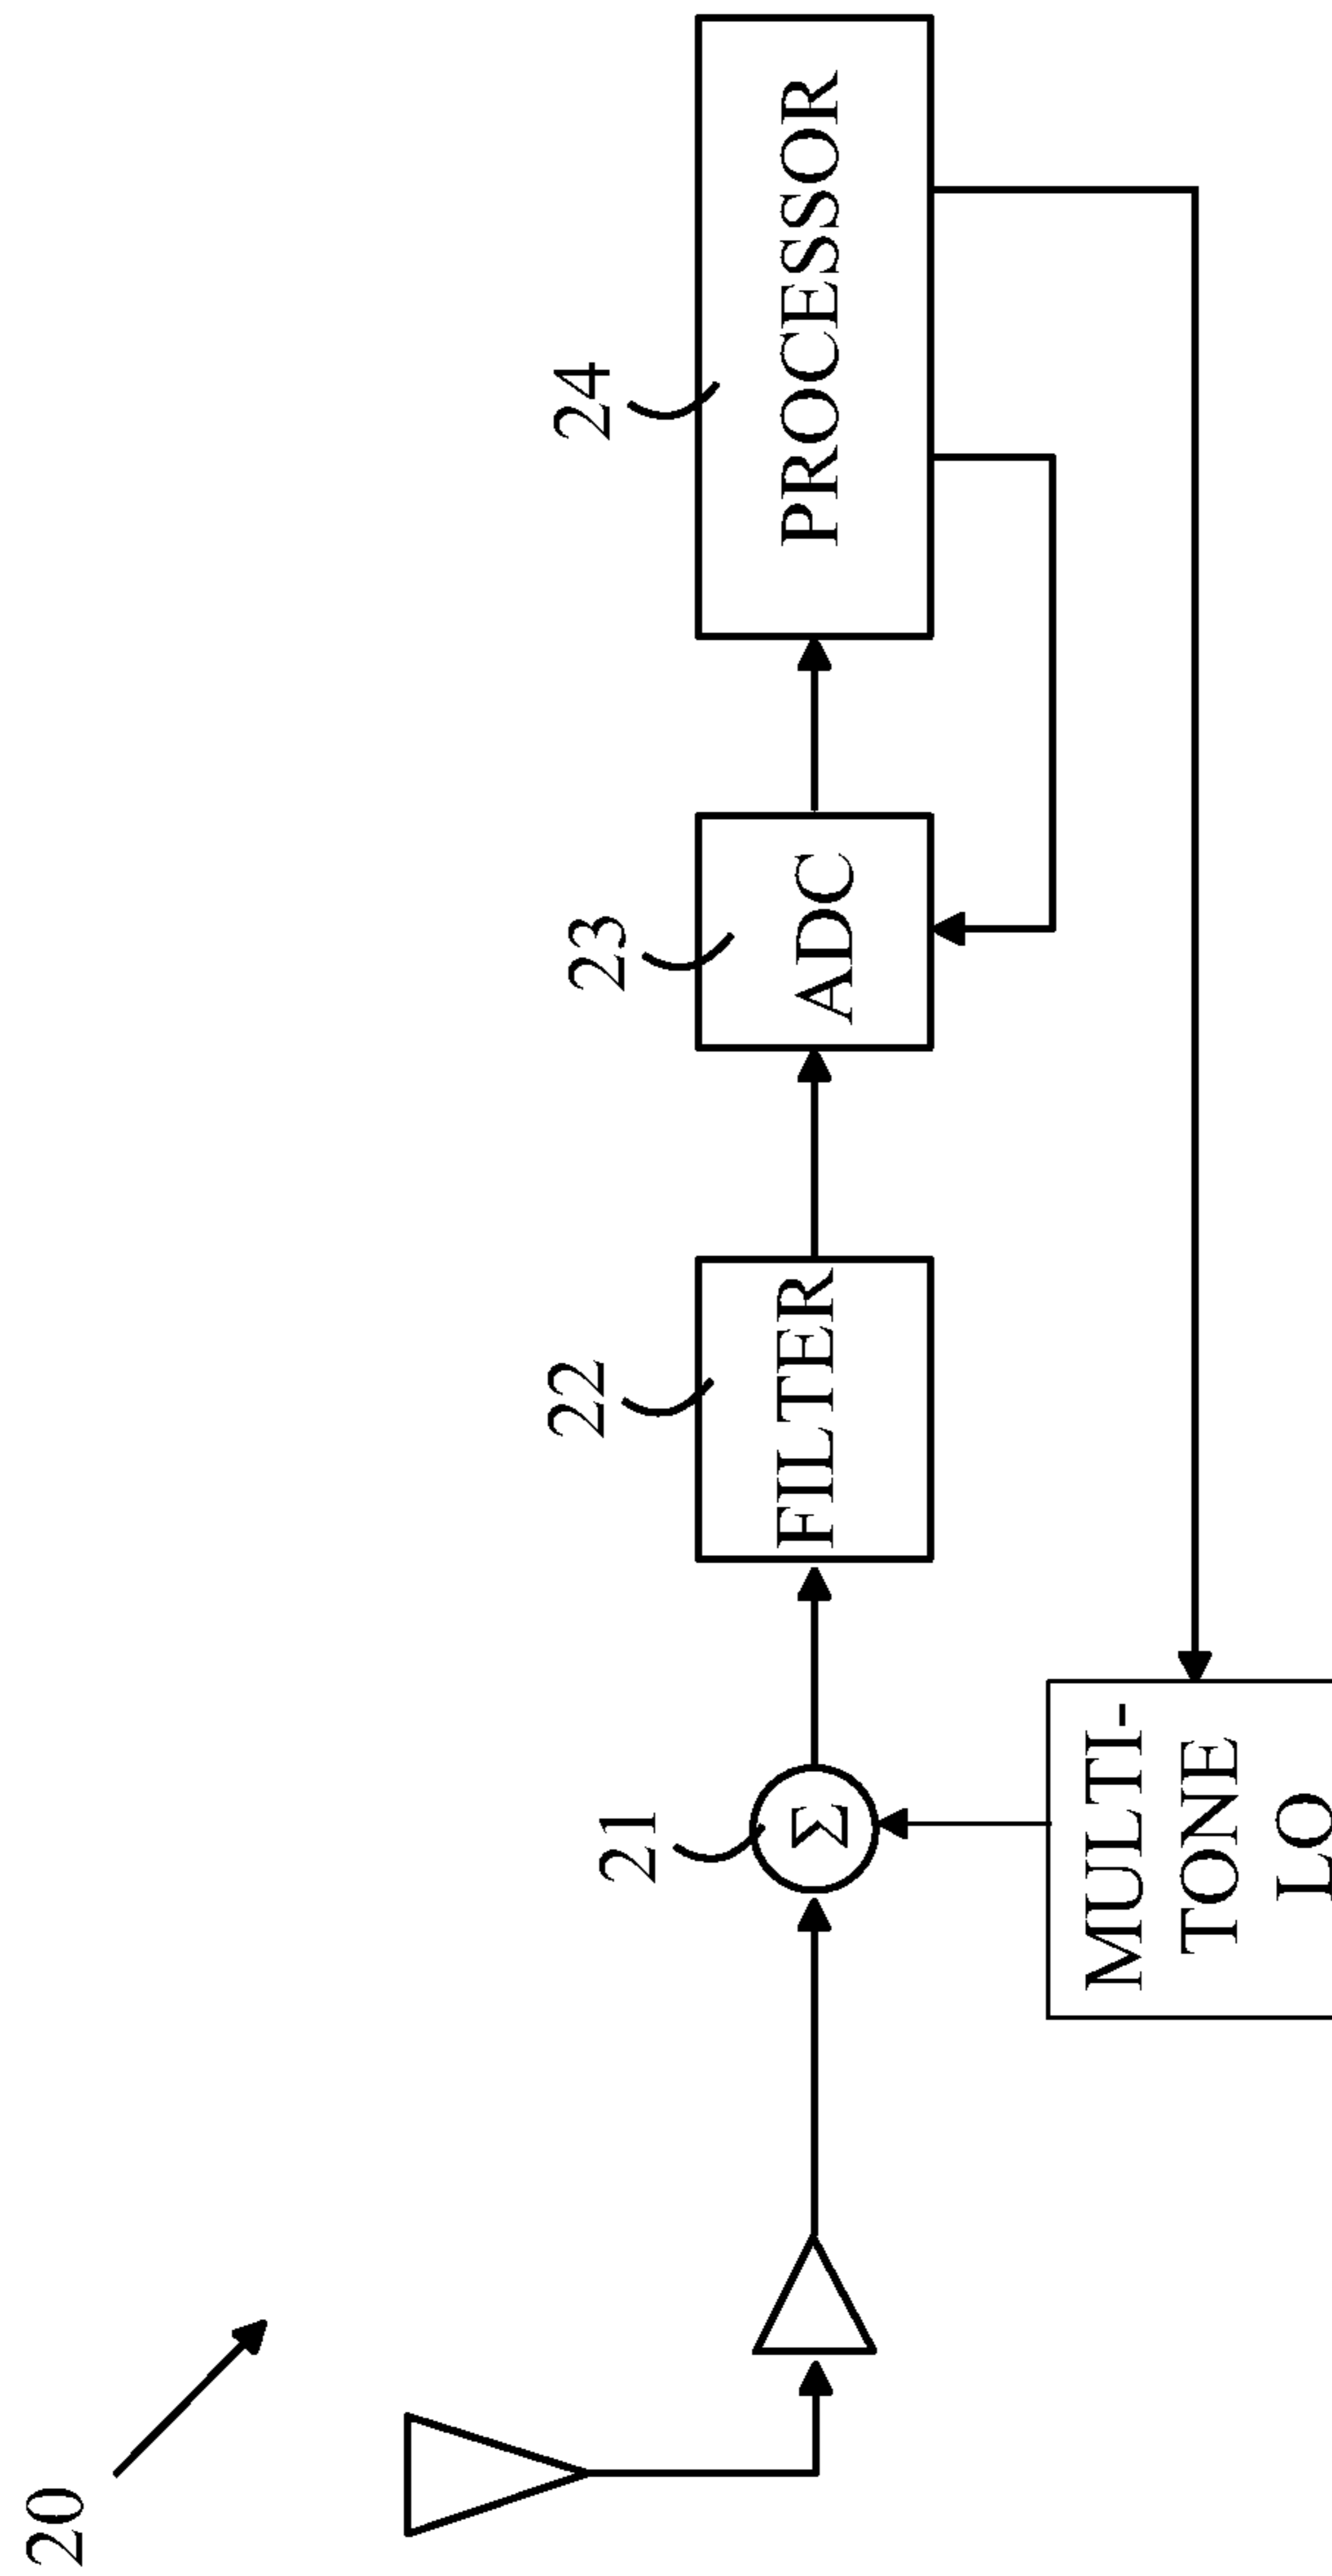 20
21
Σ
22
FILTER
23
ADC
24
PROCESSOR
MULTI-
TONE
LO